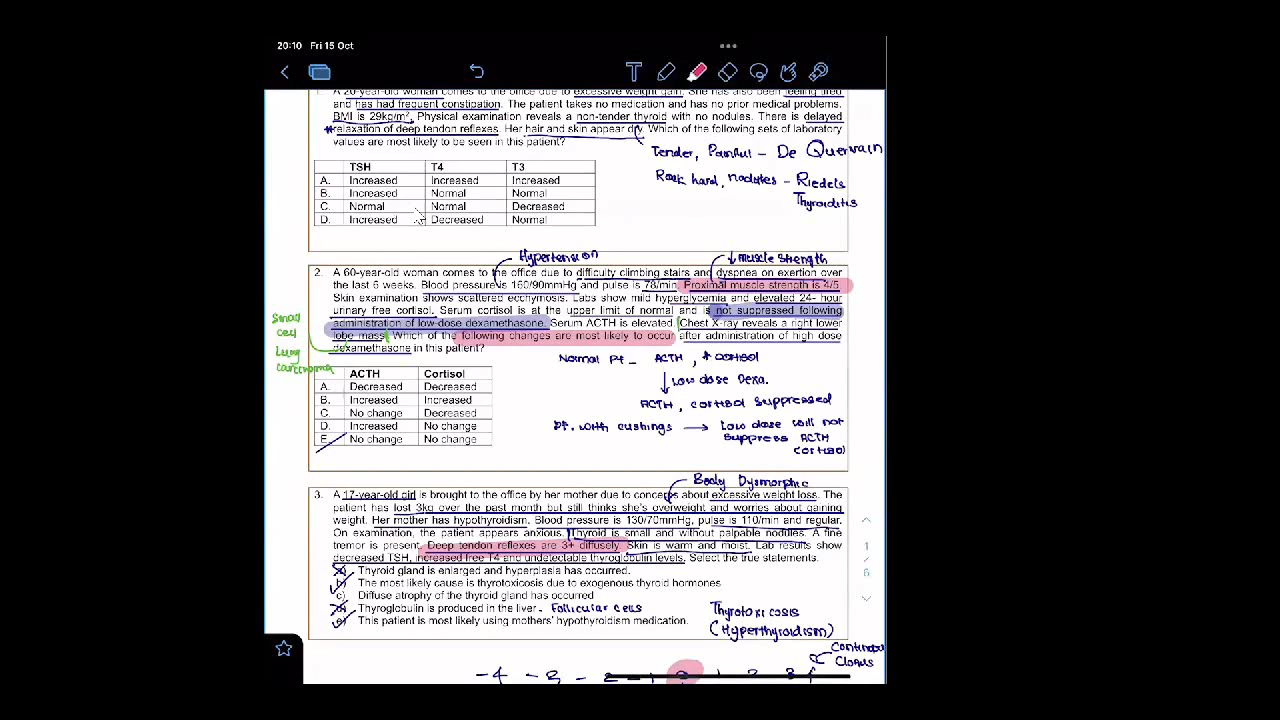 20:10 Fri 15 Oct
A 20-year-old woman comes to the office due to excessive weight gain. She has also been feeling tired
and has had frequent constipation. The patient takes no medication and has no prior medical problems.
BMI is 29kg/m². Physical examination reveals a non-tender thyroid with no nodules. There is delayed
*relaxation of deep tendon reflexes. Her hair and skin appear dry. Which of the following sets of laboratory
values are most likely to be seen in this patient?
Tender, Painful - De Quervain
Rock hard, nodules - Riedels
Thyroiditis
TSH T4 T3
A. Increased Increased Increased
B. Increased Normal Normal
C. Normal Normal Decreased
D. Increased Decreased Normal
Hypertension
↓ muscle strength
2. A 60-year-old woman comes to the office due to difficulty climbing stairs and dyspnea on exertion over
the last 6 weeks. Blood pressure is 160/90mmHg and pulse is 78/min. Proximal muscle strength is 4/5.
Skin examination shows scattered ecchymosis. Labs show mild hyperglycemia and elevated 24- hour
urinary free cortisol. Serum cortisol is at the upper limit of normal and is not suppressed following
administration of low-dose dexamethasone. Serum ACTH is elevated. Chest X-ray reveals a right lower
lobe mass. Which of the following changes are most likely to occur after administration of high dose
dexamethasone in this patient?
Small
cell
Lung
carcenoma
Normal Pt - ACTH, ↑ cortisol
↓ Low dose Dexa.
ACTH, cortisol suppressed
Pt. with cushings → Low dose will not
suppress ACTH
cortisol
ACTH Cortisol
A. Decreased Decreased
B. Increased Increased
C. No change Decreased
D. Increased No change
E. No change No change
Body Dysmorphic
3. A 17-year-old girl is brought to the office by her mother due to concerns about excessive weight loss. The
patient has lost 3kg over the past month but still thinks she's overweight and worries about gaining
weight. Her mother has hypothyroidism. Blood pressure is 130/70mmHg, pulse is 110/min and regular.
On examination, the patient appears anxious. Thyroid is small and without palpable nodules. A fine
tremor is present. Deep tendon reflexes are 3+ diffusely. Skin is warm and moist. Lab results show
decreased TSH, increased free T4 and undetectable thyroglobulin levels. Select the true statements.
a) Thyroid gland is enlarged and hyperplasia has occurred.
b) The most likely cause is thyrotoxicosis due to exogenous thyroid hormones
c) Diffuse atrophy of the thyroid gland has occurred
d) Thyroglobulin is produced in the liver. - Follicular cells
e) This patient is most likely using mothers' hypothyroidism medication.
Thyrotoxicosis
(Hyperthyroidism)
Continuous
Clonus
1
/
6